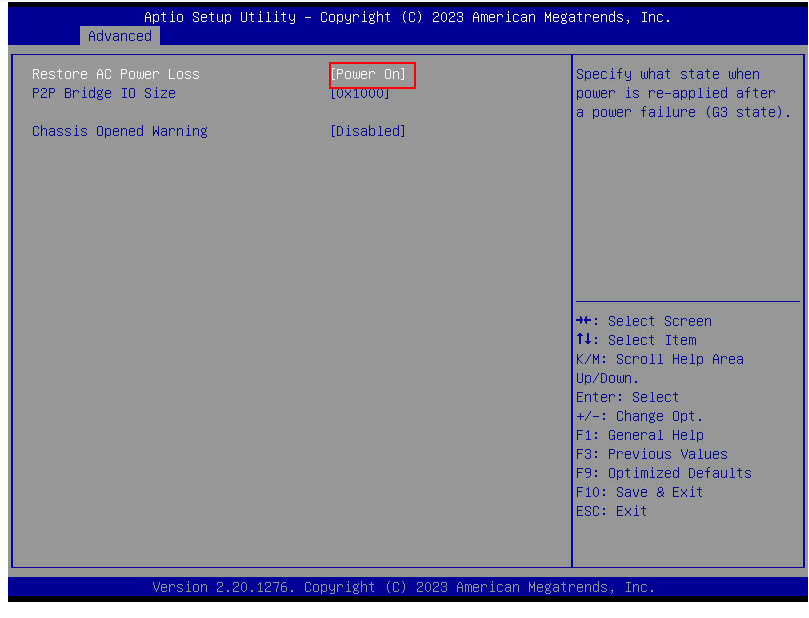 Aptio Setup Utility – Copyright (C) 2023 American Megatrends, Inc.
Advanced
Restore AC Power Loss [Power On]
P2P Bridge IO Size [0x1000]
Chassis Opened Warning [Disabled]
Specify what state when
power is re-applied after
a power failure (G3 state).
→←: Select Screen
↑↓: Select Item
K/M: Scroll Help Area
Up/Down.
Enter: Select
+/-: Change Opt.
F1: General Help
F3: Previous Values
F9: Optimized Defaults
F10: Save & Exit
ESC: Exit
Version 2.20.1276. Copyright (C) 2023 American Megatrends, Inc.